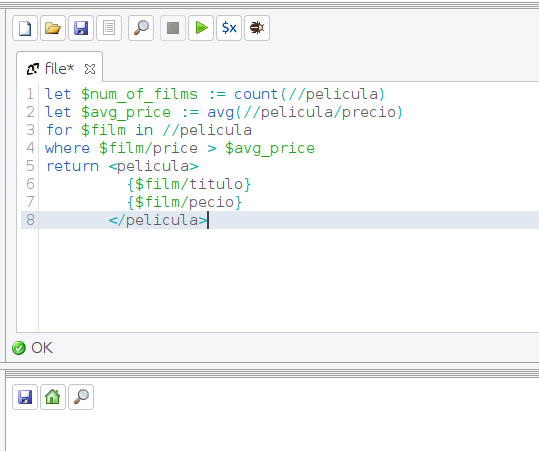 $x
file*
1 let $num_of_films := count(//pelicula)
2 let $avg_price := avg(//pelicula/precio)
3 for $film in //pelicula
4 where $film/price > $avg_price
5 return <pelicula>
6 {$film/titulo}
7 {$film/pecio}
8 </pelicula>
OK